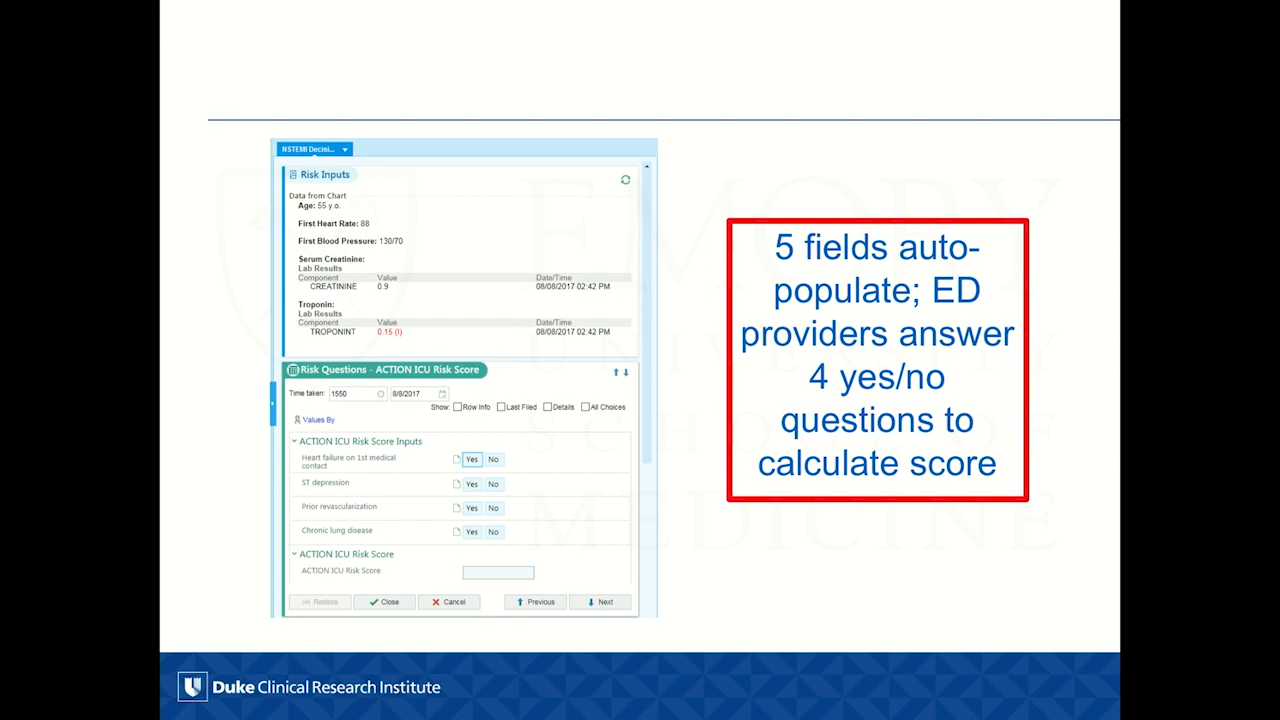 NSTEMI Decisi...
Risk Inputs
Data from Chart
Age: 55 y.o.
First Heart Rate: 88
First Blood Pressure: 130/70
Serum Creatinine:
Lab Results
Component Value Date/Time
CREATININE 0.9 08/08/2017 02:42 PM
Troponin:
Lab Results
Component Value Date/Time
TROPONINT 0.15 (!) 08/08/2017 02:42 PM
Risk Questions - ACTION ICU Risk Score
Time taken: 1550 8/8/2017
Show: Row Info Last Filed Details All Choices
Values By
ACTION ICU Risk Score Inputs
Heart failure on 1st medical
contact
Yes No
ST depression Yes No
Prior revascularization Yes No
Chronic lung disease Yes No
ACTION ICU Risk Score
ACTION ICU Risk Score
Restore Close Cancel Previous Next
5 fields auto-
populate; ED
providers answer
4 yes/no
questions to
calculate score
EMORY
UNIVERSITY
SCHOOL OF
MEDICINE
Duke Clinical Research Institute